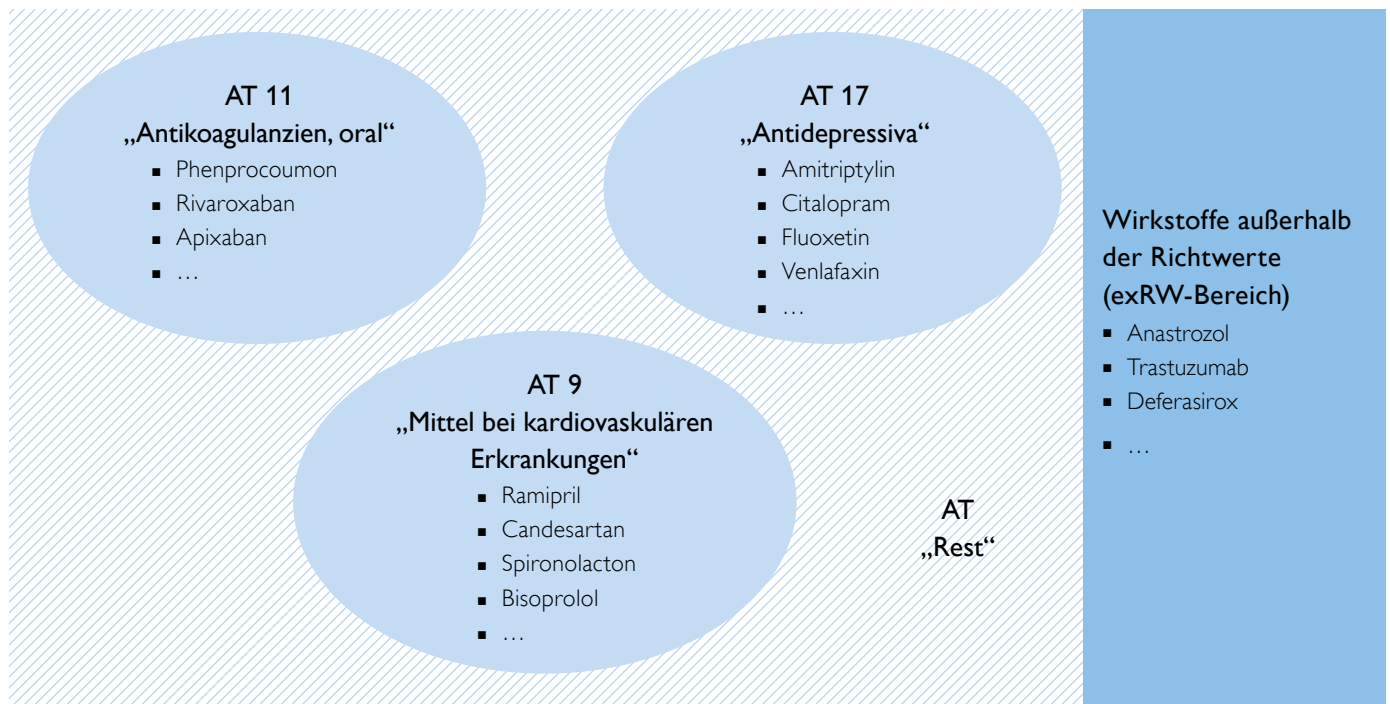 AT 11
„Antikoagulanzien, oral“
▪ Phenprocoumon
▪ Rivaroxaban
▪ Apixaban
▪ …
AT 17
„Antidepressiva“
▪ Amitriptylin
▪ Citalopram
▪ Fluoxetin
▪ Venlafaxin
▪ …
AT 9
„Mittel bei kardiovaskulären
Erkrankungen“
▪ Ramipril
▪ Candesartan
▪ Spironolacton
▪ Bisoprolol
▪ …
AT
„Rest“
Wirkstoffe außerhalb
der Richtwerte
(exRW-Bereich)
▪ Anastrozol
▪ Trastuzumab
▪ Deferasirox
▪ …